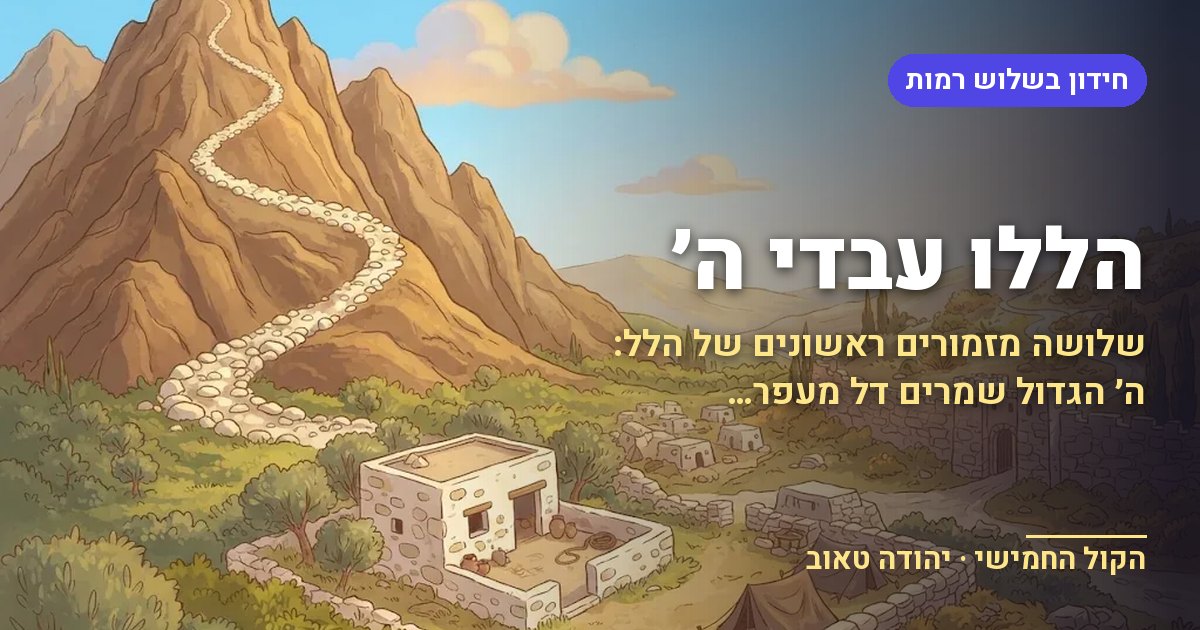 חידון בשלוש רמות
הללו עבדי ה׳
שלושה מזמורים ראשונים של הלל:
ה׳ הגדול שמרים דל מעפר...
הקול החמישי · יהודה טאוב